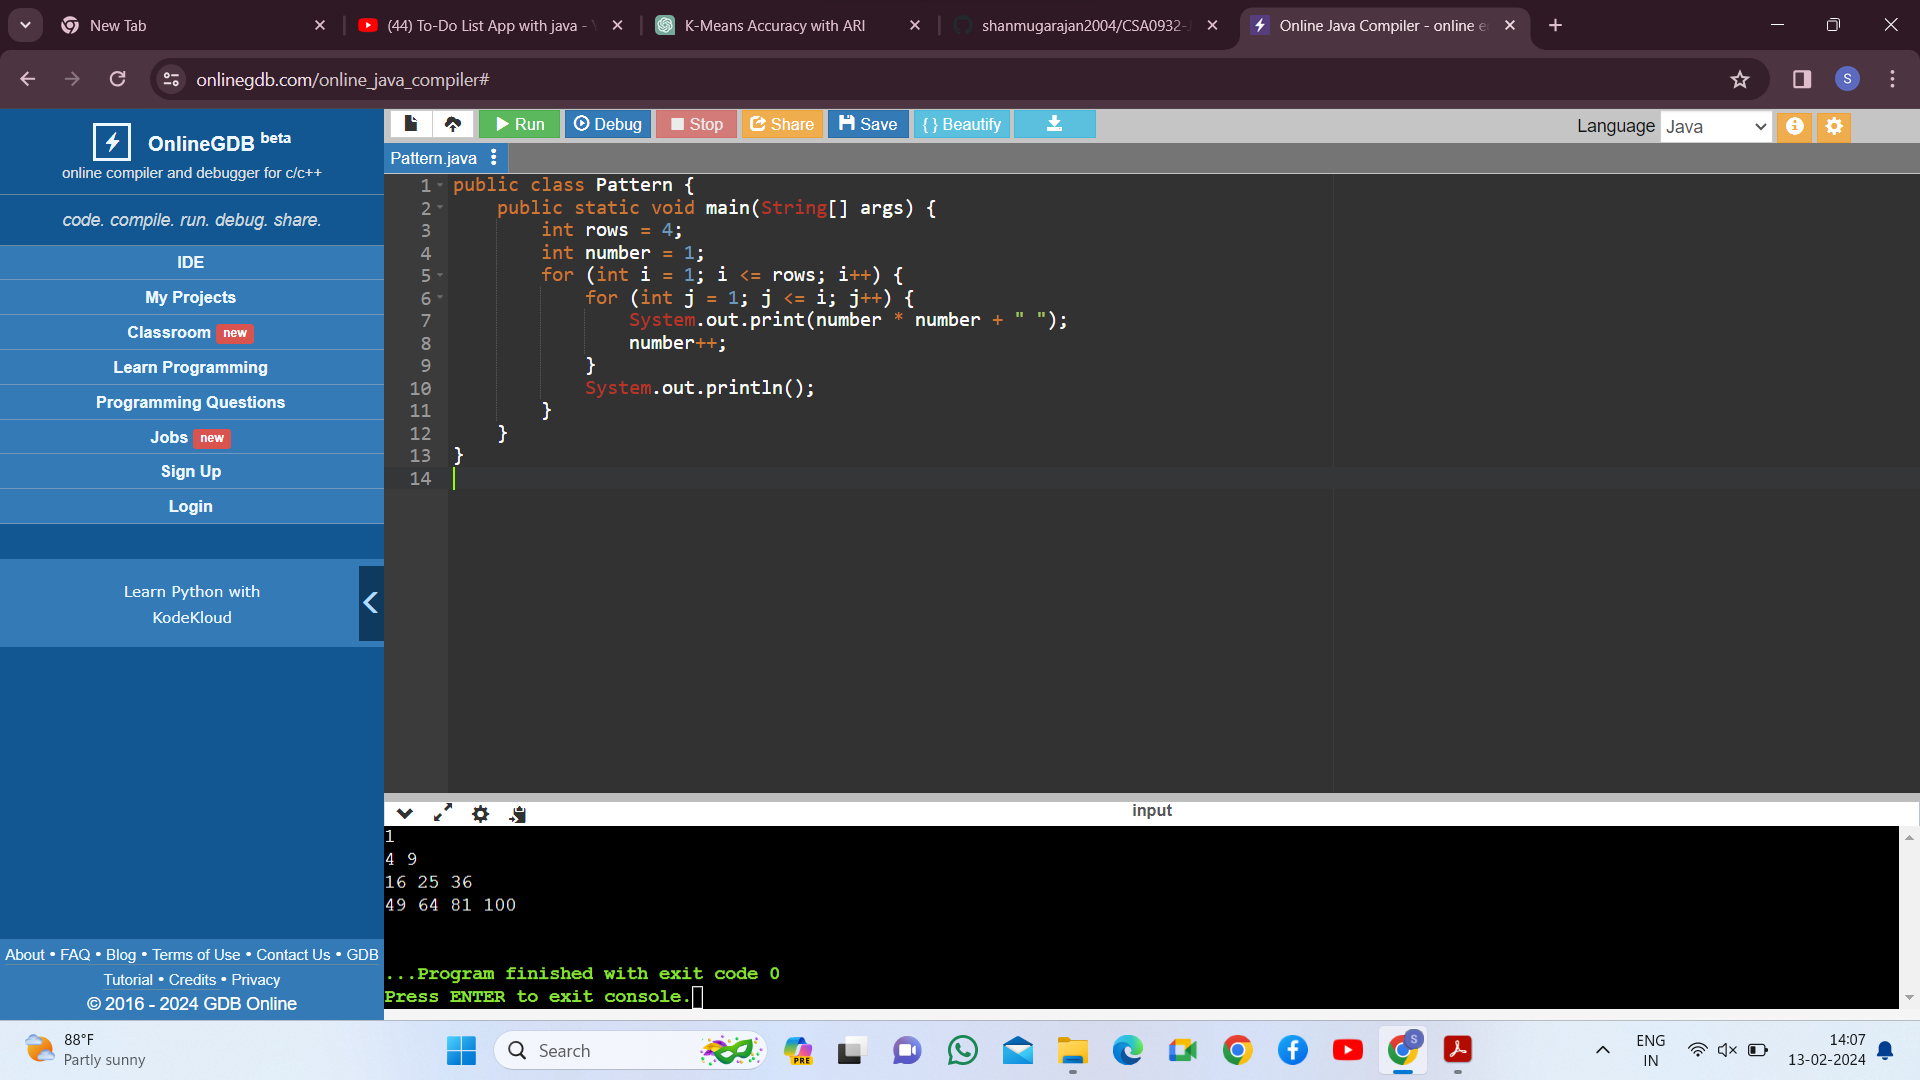 New Tab
(44) To-Do List App with java -
K-Means Accuracy with ARI
shanmugarajan2004/CSA0932-
Online Java Compiler - online e
onlinegdb.com/online_java_compiler#
S
OnlineGDB beta
online compiler and debugger for c/c++
code. compile. run. debug. share.
IDE
My Projects
Classroom new
Learn Programming
Programming Questions
Jobs new
Sign Up
Login
Learn Python with
KodeKloud
About • FAQ • Blog • Terms of Use • Contact Us • GDB
Tutorial • Credits • Privacy
© 2016 - 2024 GDB Online
Run
Debug
Stop
Share
Save
{ } Beautify
Language Java
Pattern.java
1 public class Pattern {
2 public static void main(String[] args) {
3 int rows = 4;
4 int number = 1;
5 for (int i = 1; i <= rows; i++) {
6 for (int j = 1; j <= i; j++) {
7 System.out.print(number * number + " ");
8 number++;
9 }
10 System.out.println();
11 }
12 }
13 }
14
input
1
4 9
16 25 36
49 64 81 100
...Program finished with exit code 0
Press ENTER to exit console.
88°F
Partly sunny
Search
PRE
S
ENG
IN
14:07
13-02-2024